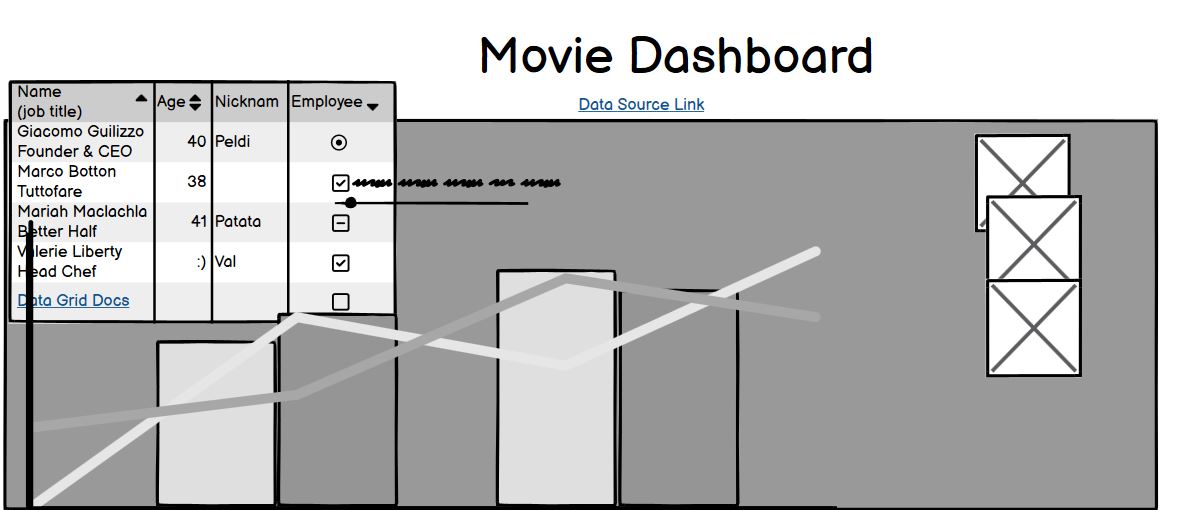 Movie Dashboard
Data Source Link
Name
(job title)
Age
Nicknam
Employee
Giacomo Guilizzo
Founder & CEO
40
Peldi
Marco Botton
Tuttofare
38
Mariah Maclachla
Better Half
41
Patata
Valerie Liberty
Head Chef
:)
Val
Data Grid Docs